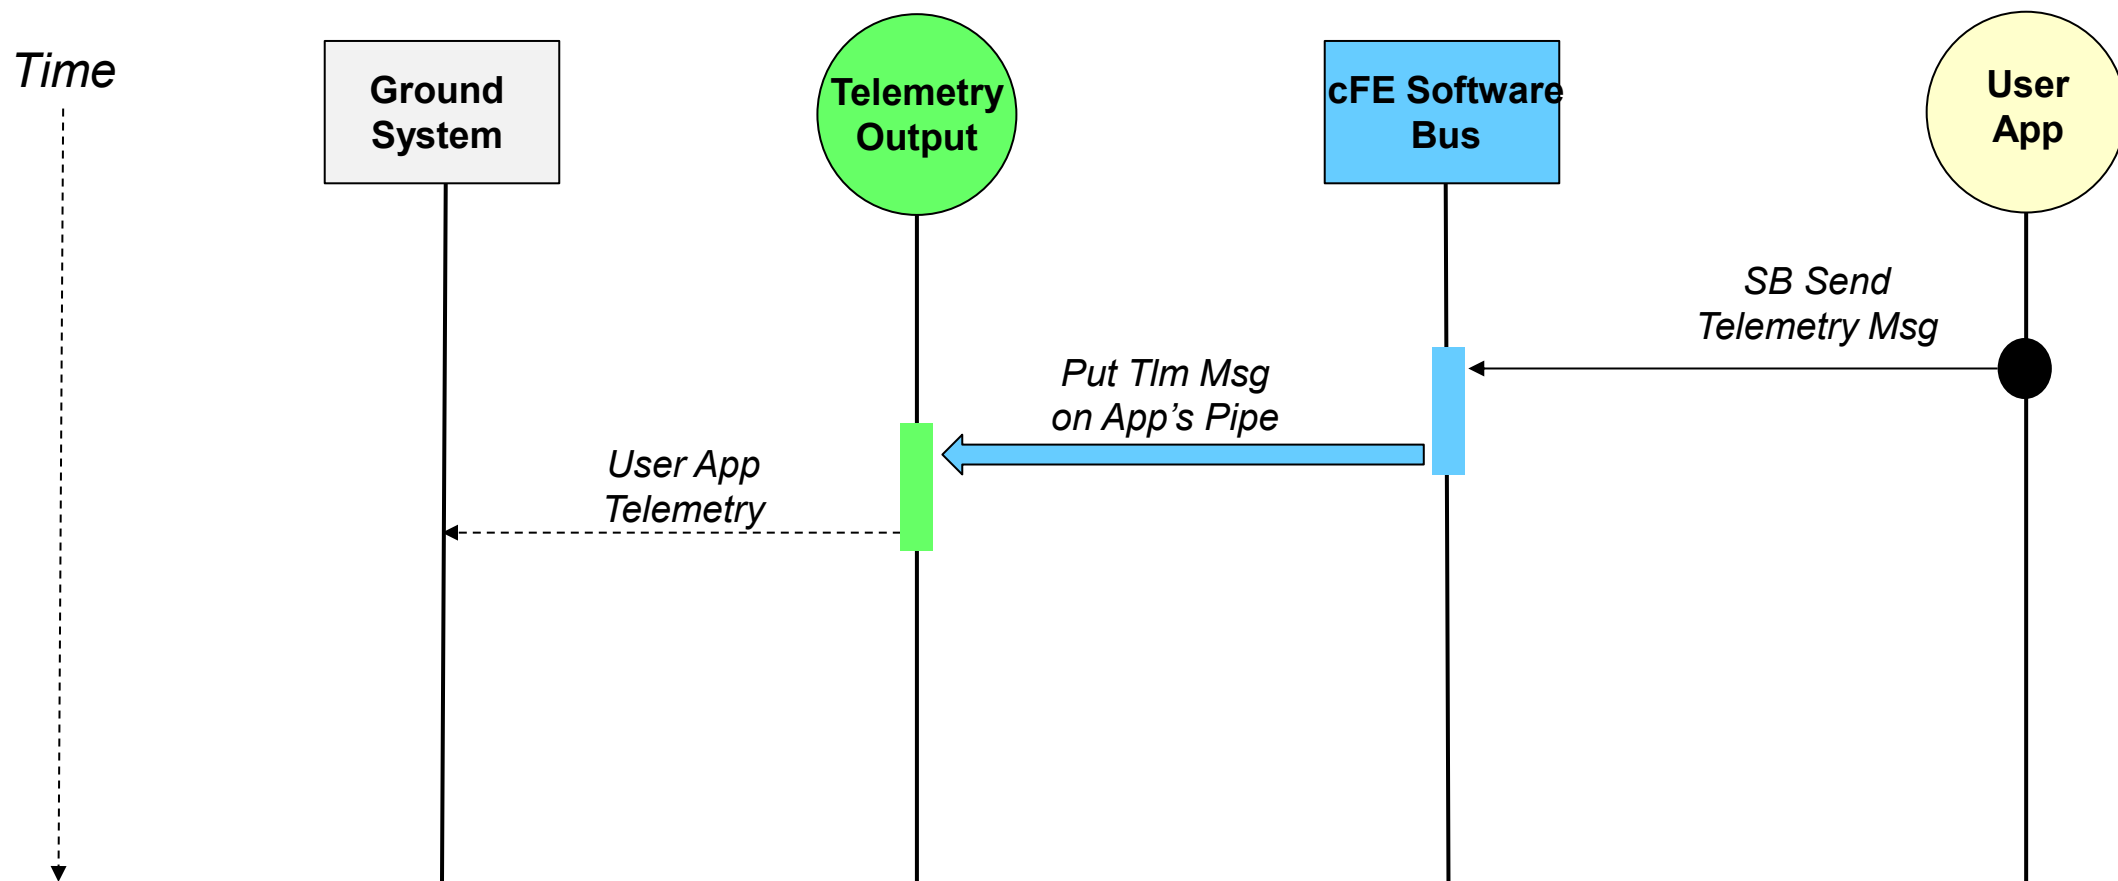 Time
Ground
System
Telemetry
Output
cFE Software
Bus
User
App
SB Send
Telemetry Msg
Put Tlm Msg
on App’s Pipe
User App
Telemetry